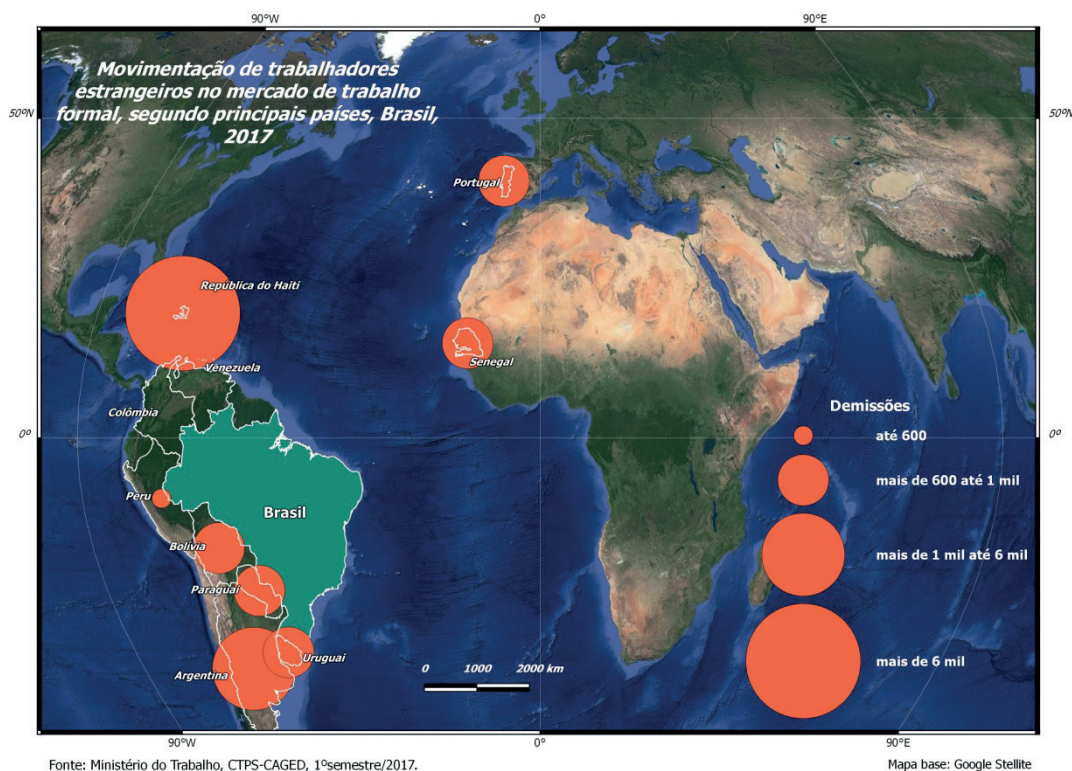 90°W
0°
90°E
Movimentação de trabalhadores
estrangeiros no mercado de trabalho
formal, segundo principais países, Brasil,
2017
50°N
50°N
Portugal
República do Haiti
Senegal
Venezuela
Colômbia
Demissões
0°
0°
até 600
mais de 600 até 1 mil
Peru
Brasil
Bolívia
mais de 1 mil até 6 mil
Paraguai
Uruguai
Argentina
0 1000 2000 km
mais de 6 mil
90°W
0°
90°E
Fonte: Ministério do Trabalho, CTPS-CAGED, 1ºsemestre/2017.
Mapa base: Google Stellite